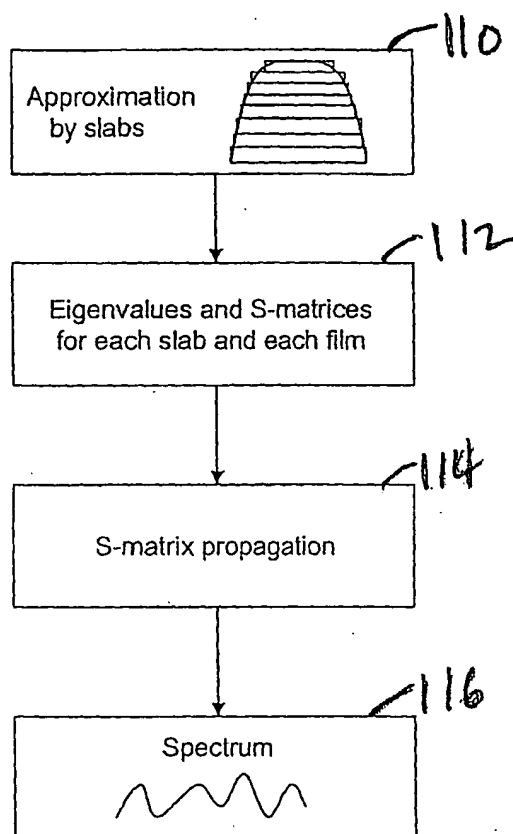 110
Approximation
by slabs
112
Eigenvalues and S-matrices
for each slab and each film
114
S-matrix propagation
116
Spectrum